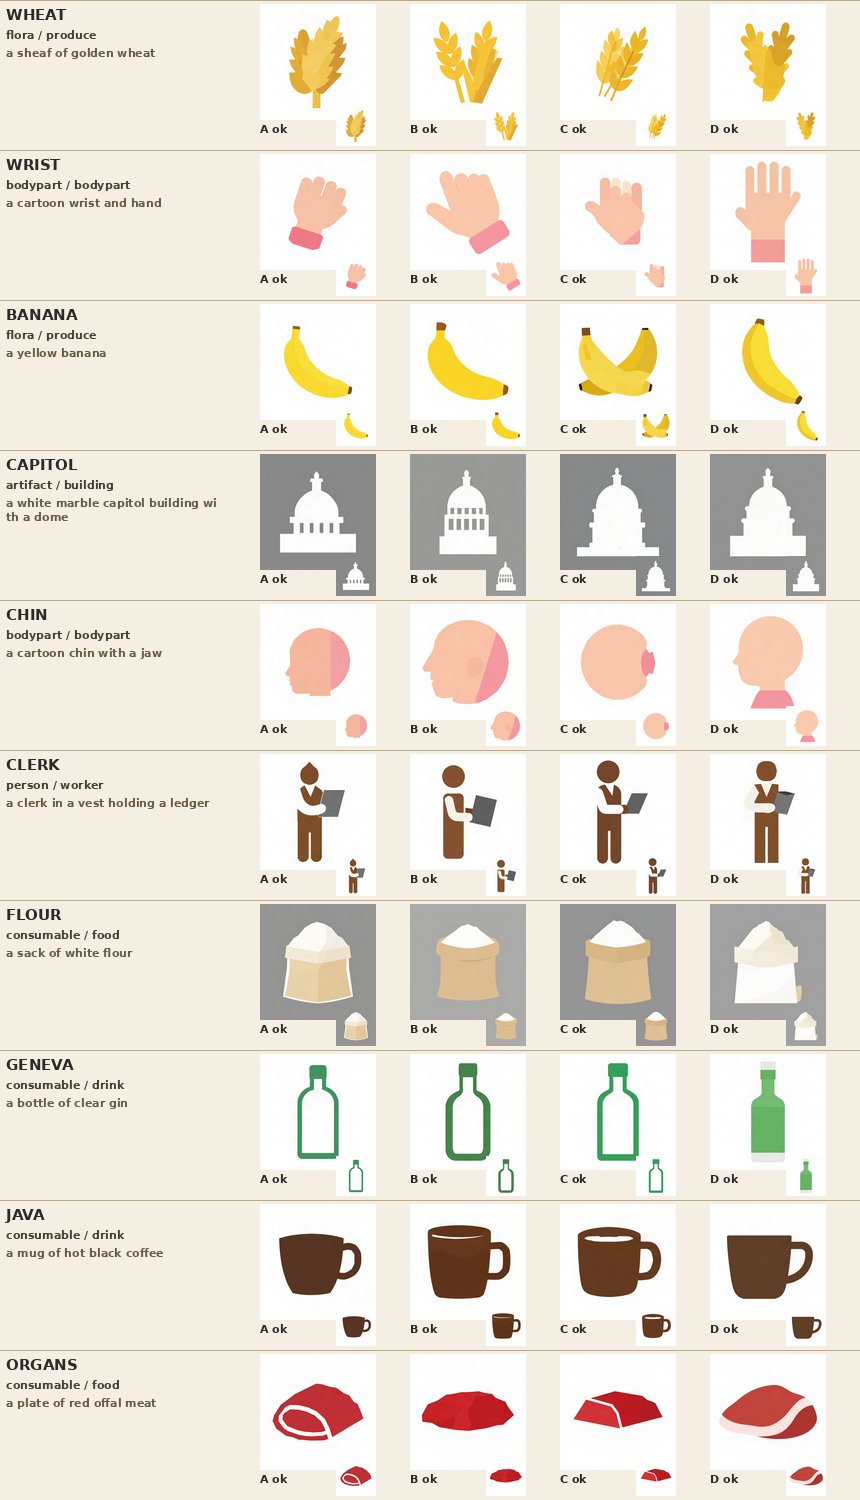 WHEAT
flora / produce
a sheaf of golden wheat
A ok
B ok
C ok
D ok
WRIST
bodypart / bodypart
a cartoon wrist and hand
A ok
B ok
C ok
D ok
BANANA
flora / produce
a yellow banana
A ok
B ok
C ok
D ok
CAPITOL
artifact / building
a white marble capitol building wi
th a dome
A ok
B ok
C ok
D ok
CHIN
bodypart / bodypart
a cartoon chin with a jaw
A ok
B ok
C ok
D ok
CLERK
person / worker
a clerk in a vest holding a ledger
A ok
B ok
C ok
D ok
FLOUR
consumable / food
a sack of white flour
A ok
B ok
C ok
D ok
GENEVA
consumable / drink
a bottle of clear gin
A ok
B ok
C ok
D ok
JAVA
consumable / drink
a mug of hot black coffee
A ok
B ok
C ok
D ok
ORGANS
consumable / food
a plate of red offal meat
A ok
B ok
C ok
D ok